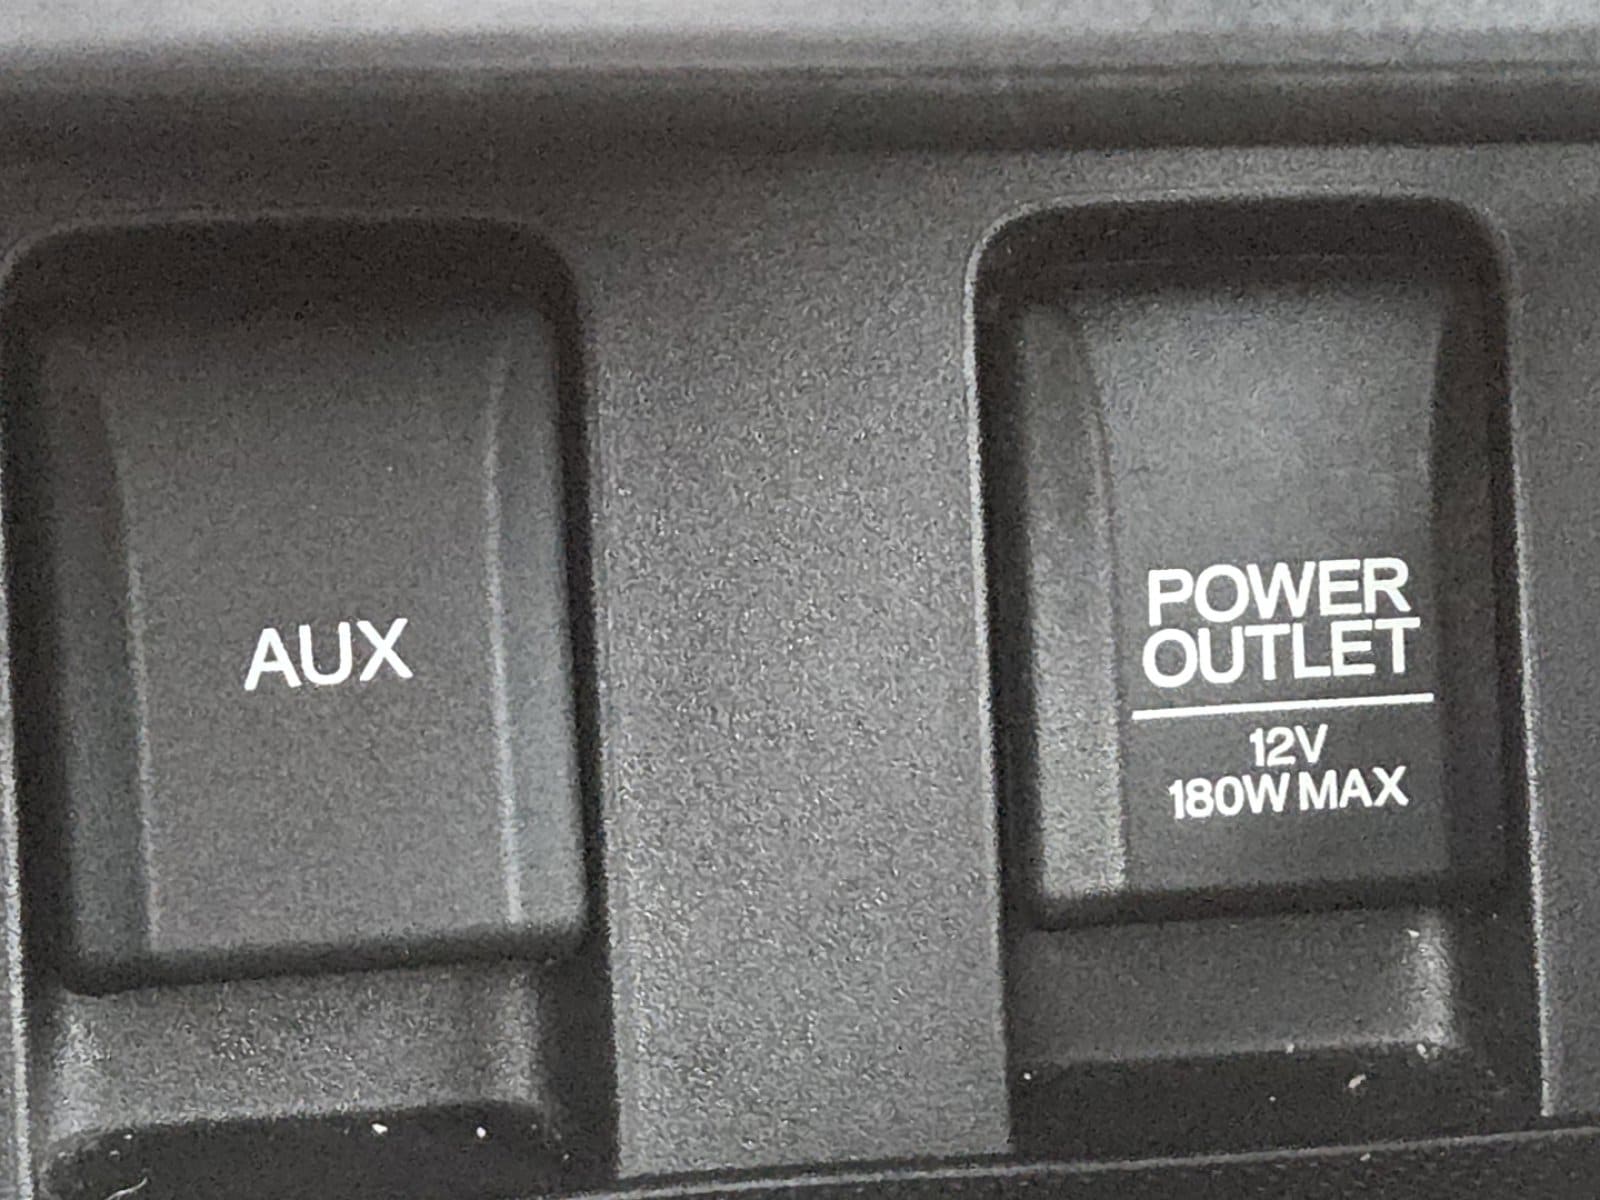 AUX
POWER
OUTLET
12V
180W MAX